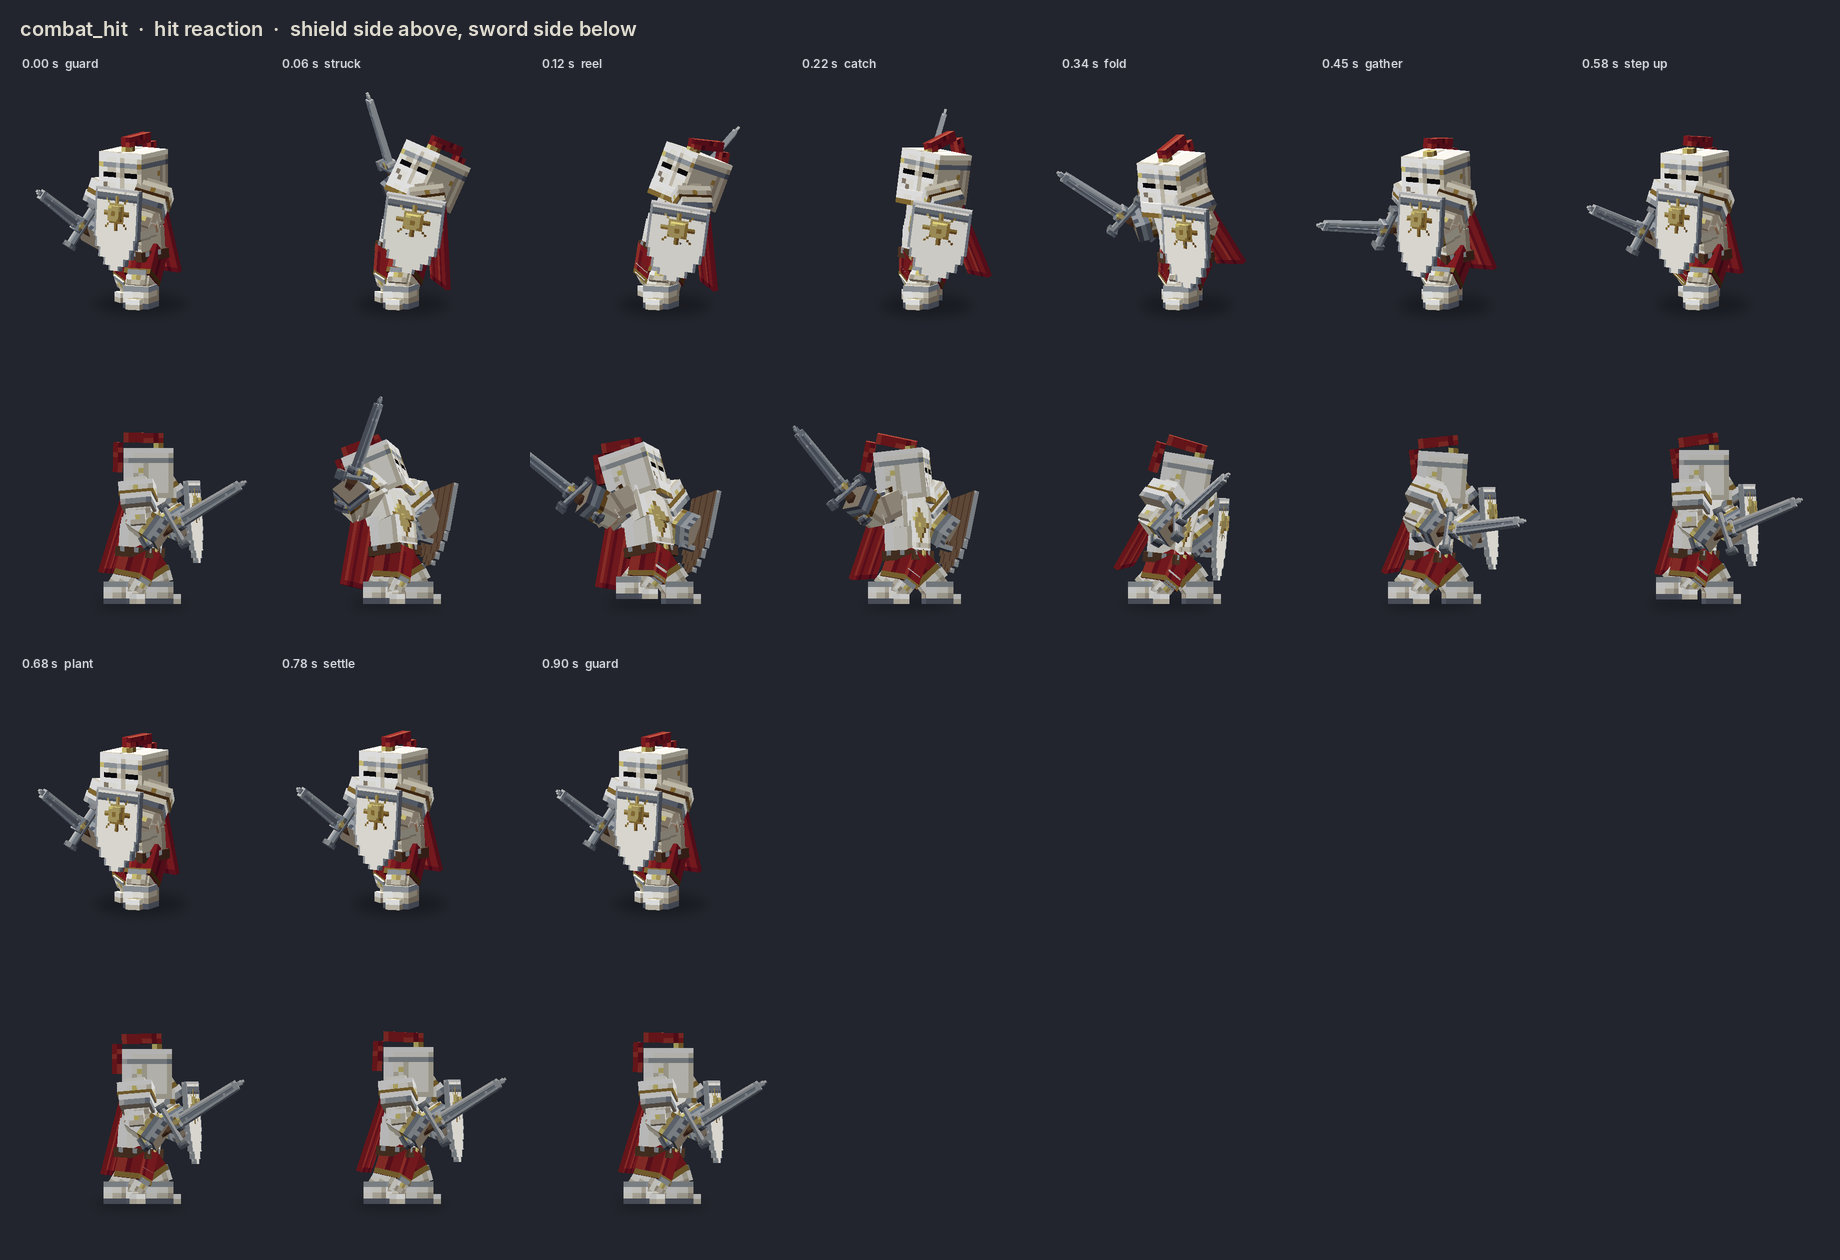 combat_hit · hit reaction · shield side above, sword side below
0.00 s guard
0.06 s struck
0.12 s reel
0.22 s catch
0.34 s fold
0.45 s gather
0.58 s step up
0.68 s plant
0.78 s settle
0.90 s guard